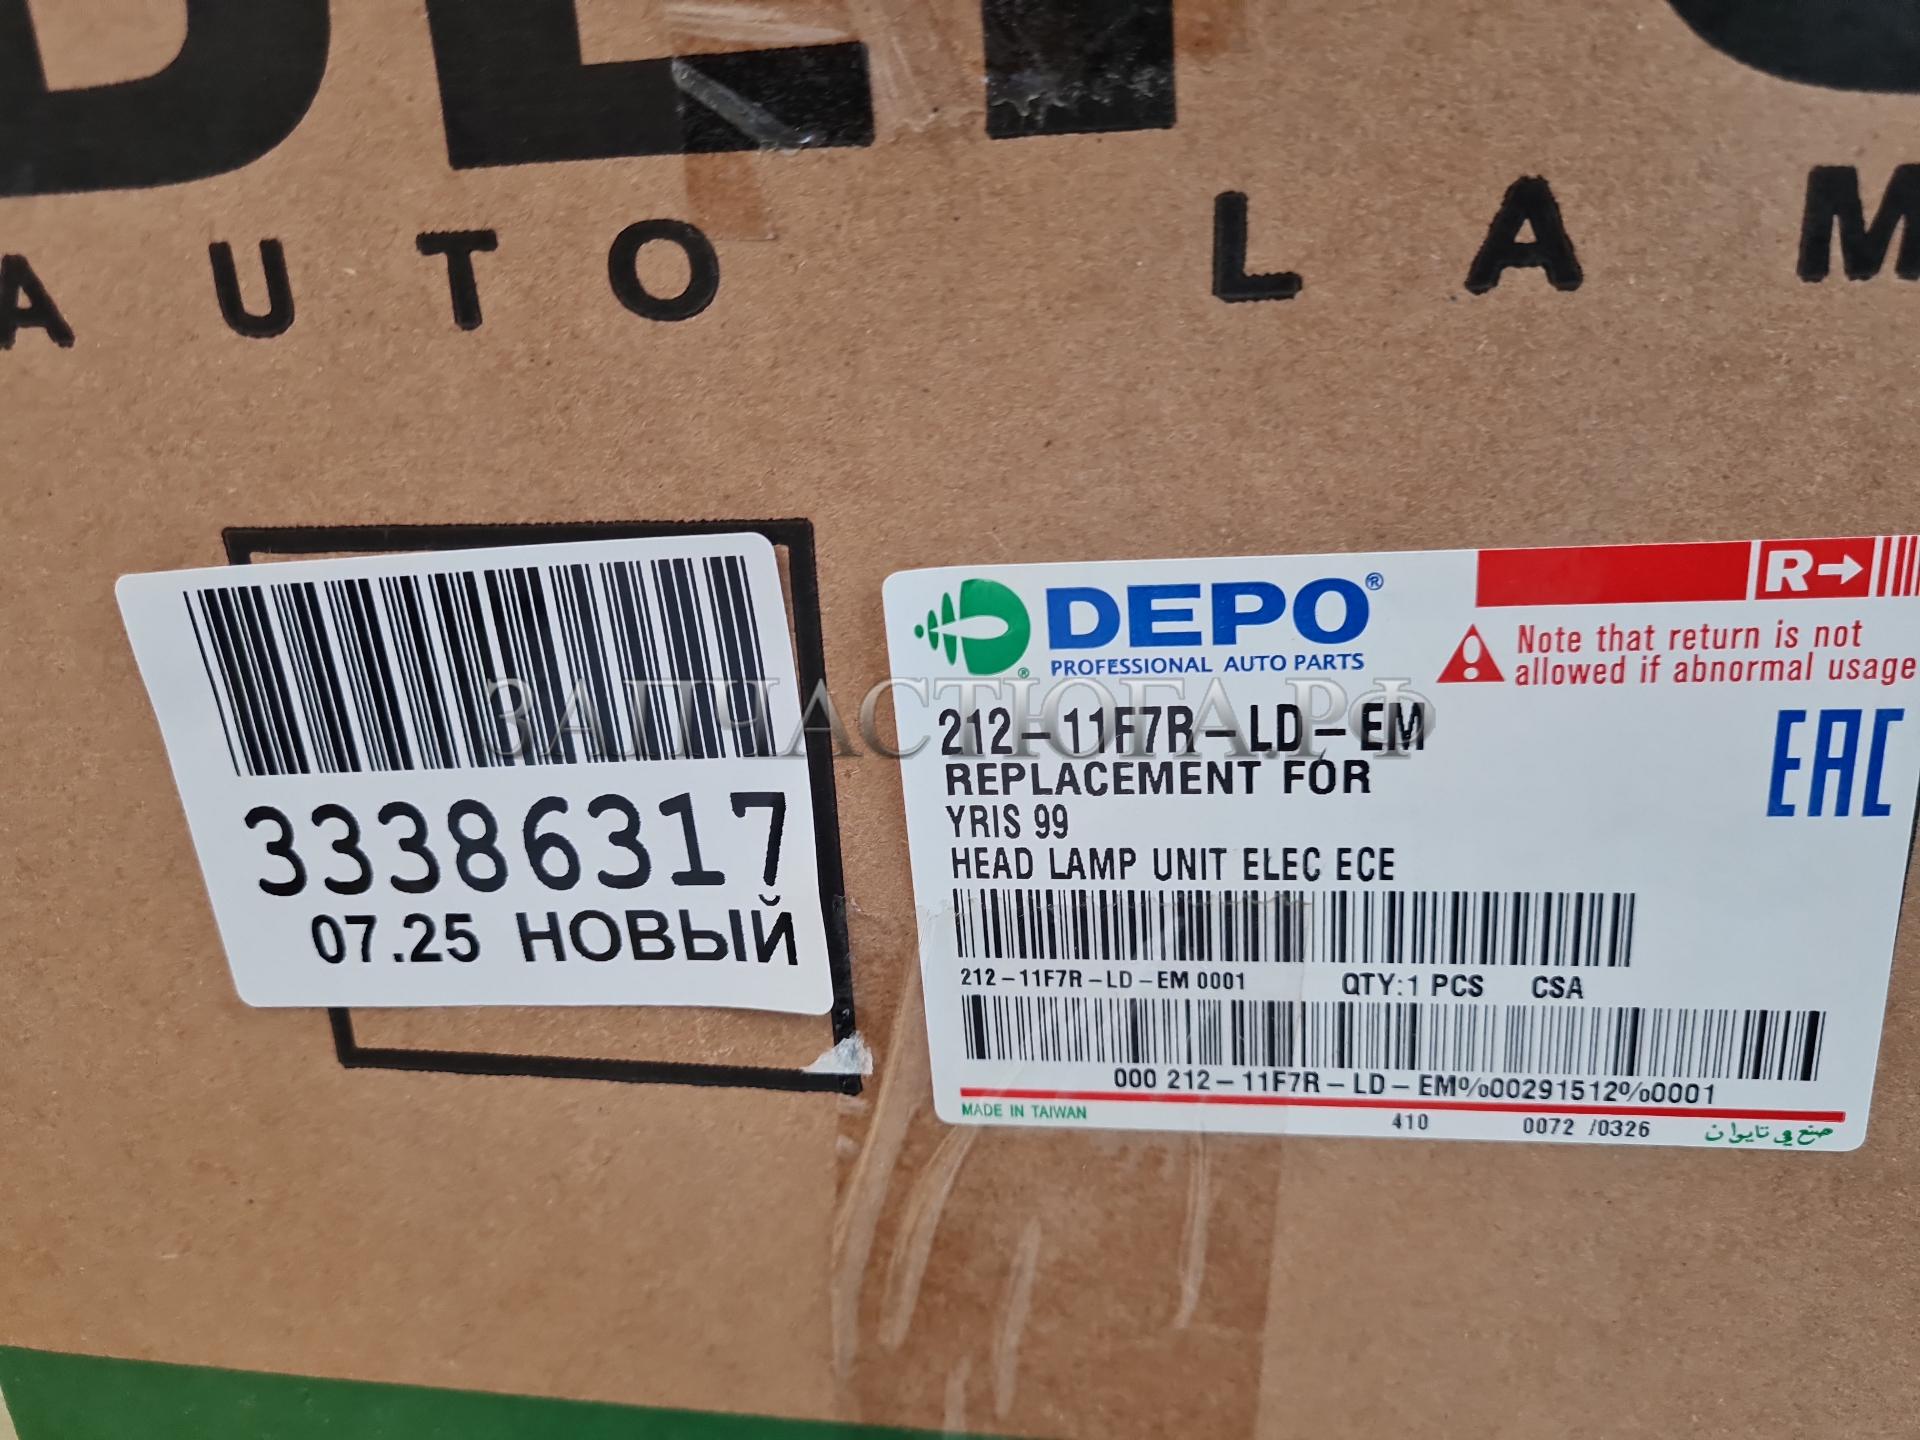 DEPO
AUTO LAM
33386317
07.25 НОВЫЙ
DEPO®
PROFESSIONAL AUTO PARTS
R→
Note that return is not
allowed if abnormal usage
ЗАПЧАСТЮГА.РФ
212-11F7R-LD-EM
REPLACEMENT FOR
YRIS 99
HEAD LAMP UNIT ELEC ECE
EAC
212-11F7R-LD-EM 0001 QTY:1 PCS CSA
000 212-11F7R-LD-EM%00291512%0001
MADE IN TAIWAN 410 0072 /0326 صنع في تايوان